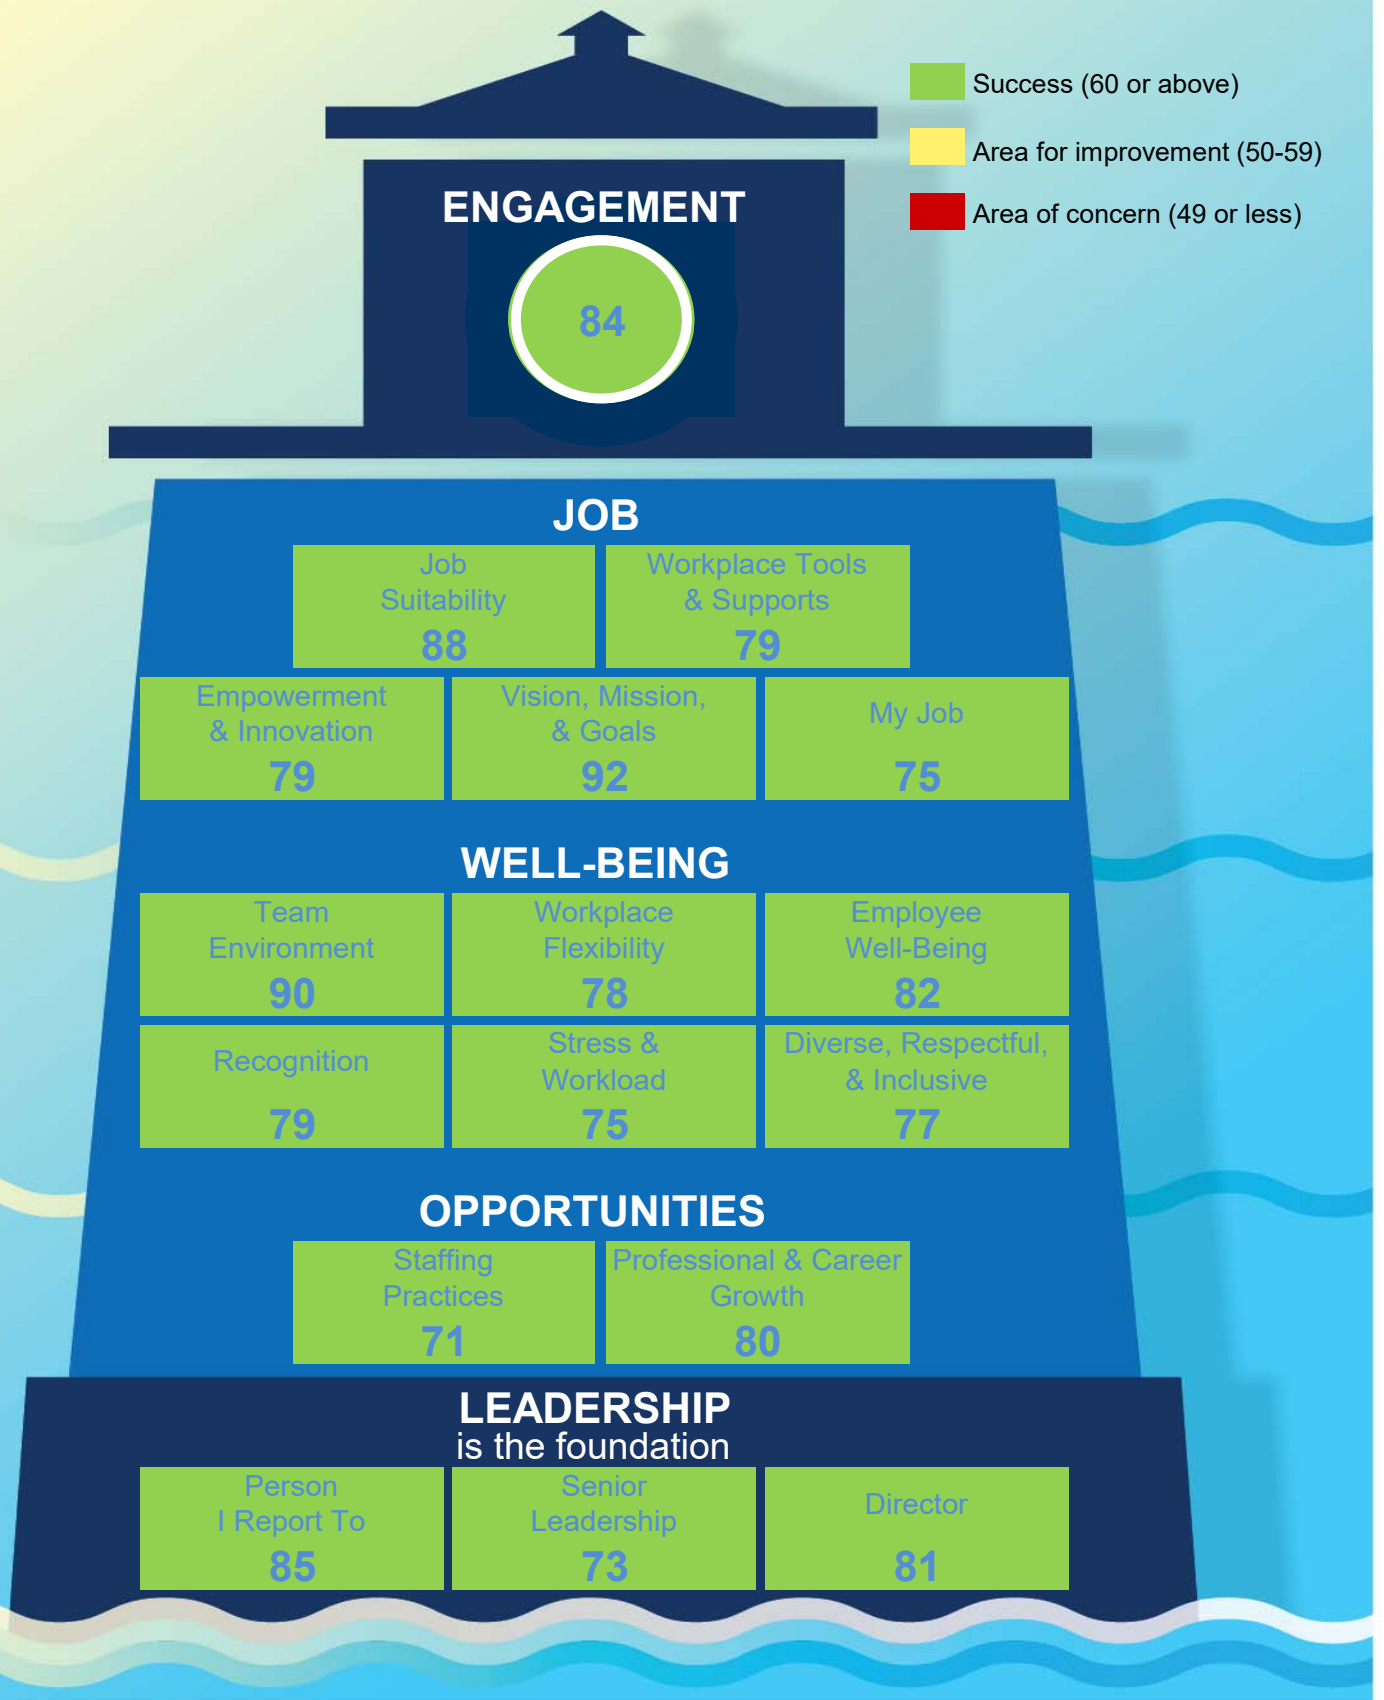 Success (60 or above)
Area for improvement (50-59)
Area of concern (49 or less)
ENGAGEMENT
84
JOB
Job
Suitability
88
Workplace Tools
& Supports
79
Empowerment
& Innovation
79
Vision, Mission,
& Goals
92
My Job
75
WELL-BEING
Team
Environment
90
Workplace
Flexibility
78
Employee
Well-Being
82
Recognition
79
Stress &
Workload
75
Diverse, Respectful,
& Inclusive
77
OPPORTUNITIES
Staffing
Practices
71
Professional & Career
Growth
80
LEADERSHIP
is the foundation
Person
I Report To
85
Senior
Leadership
73
Director
81